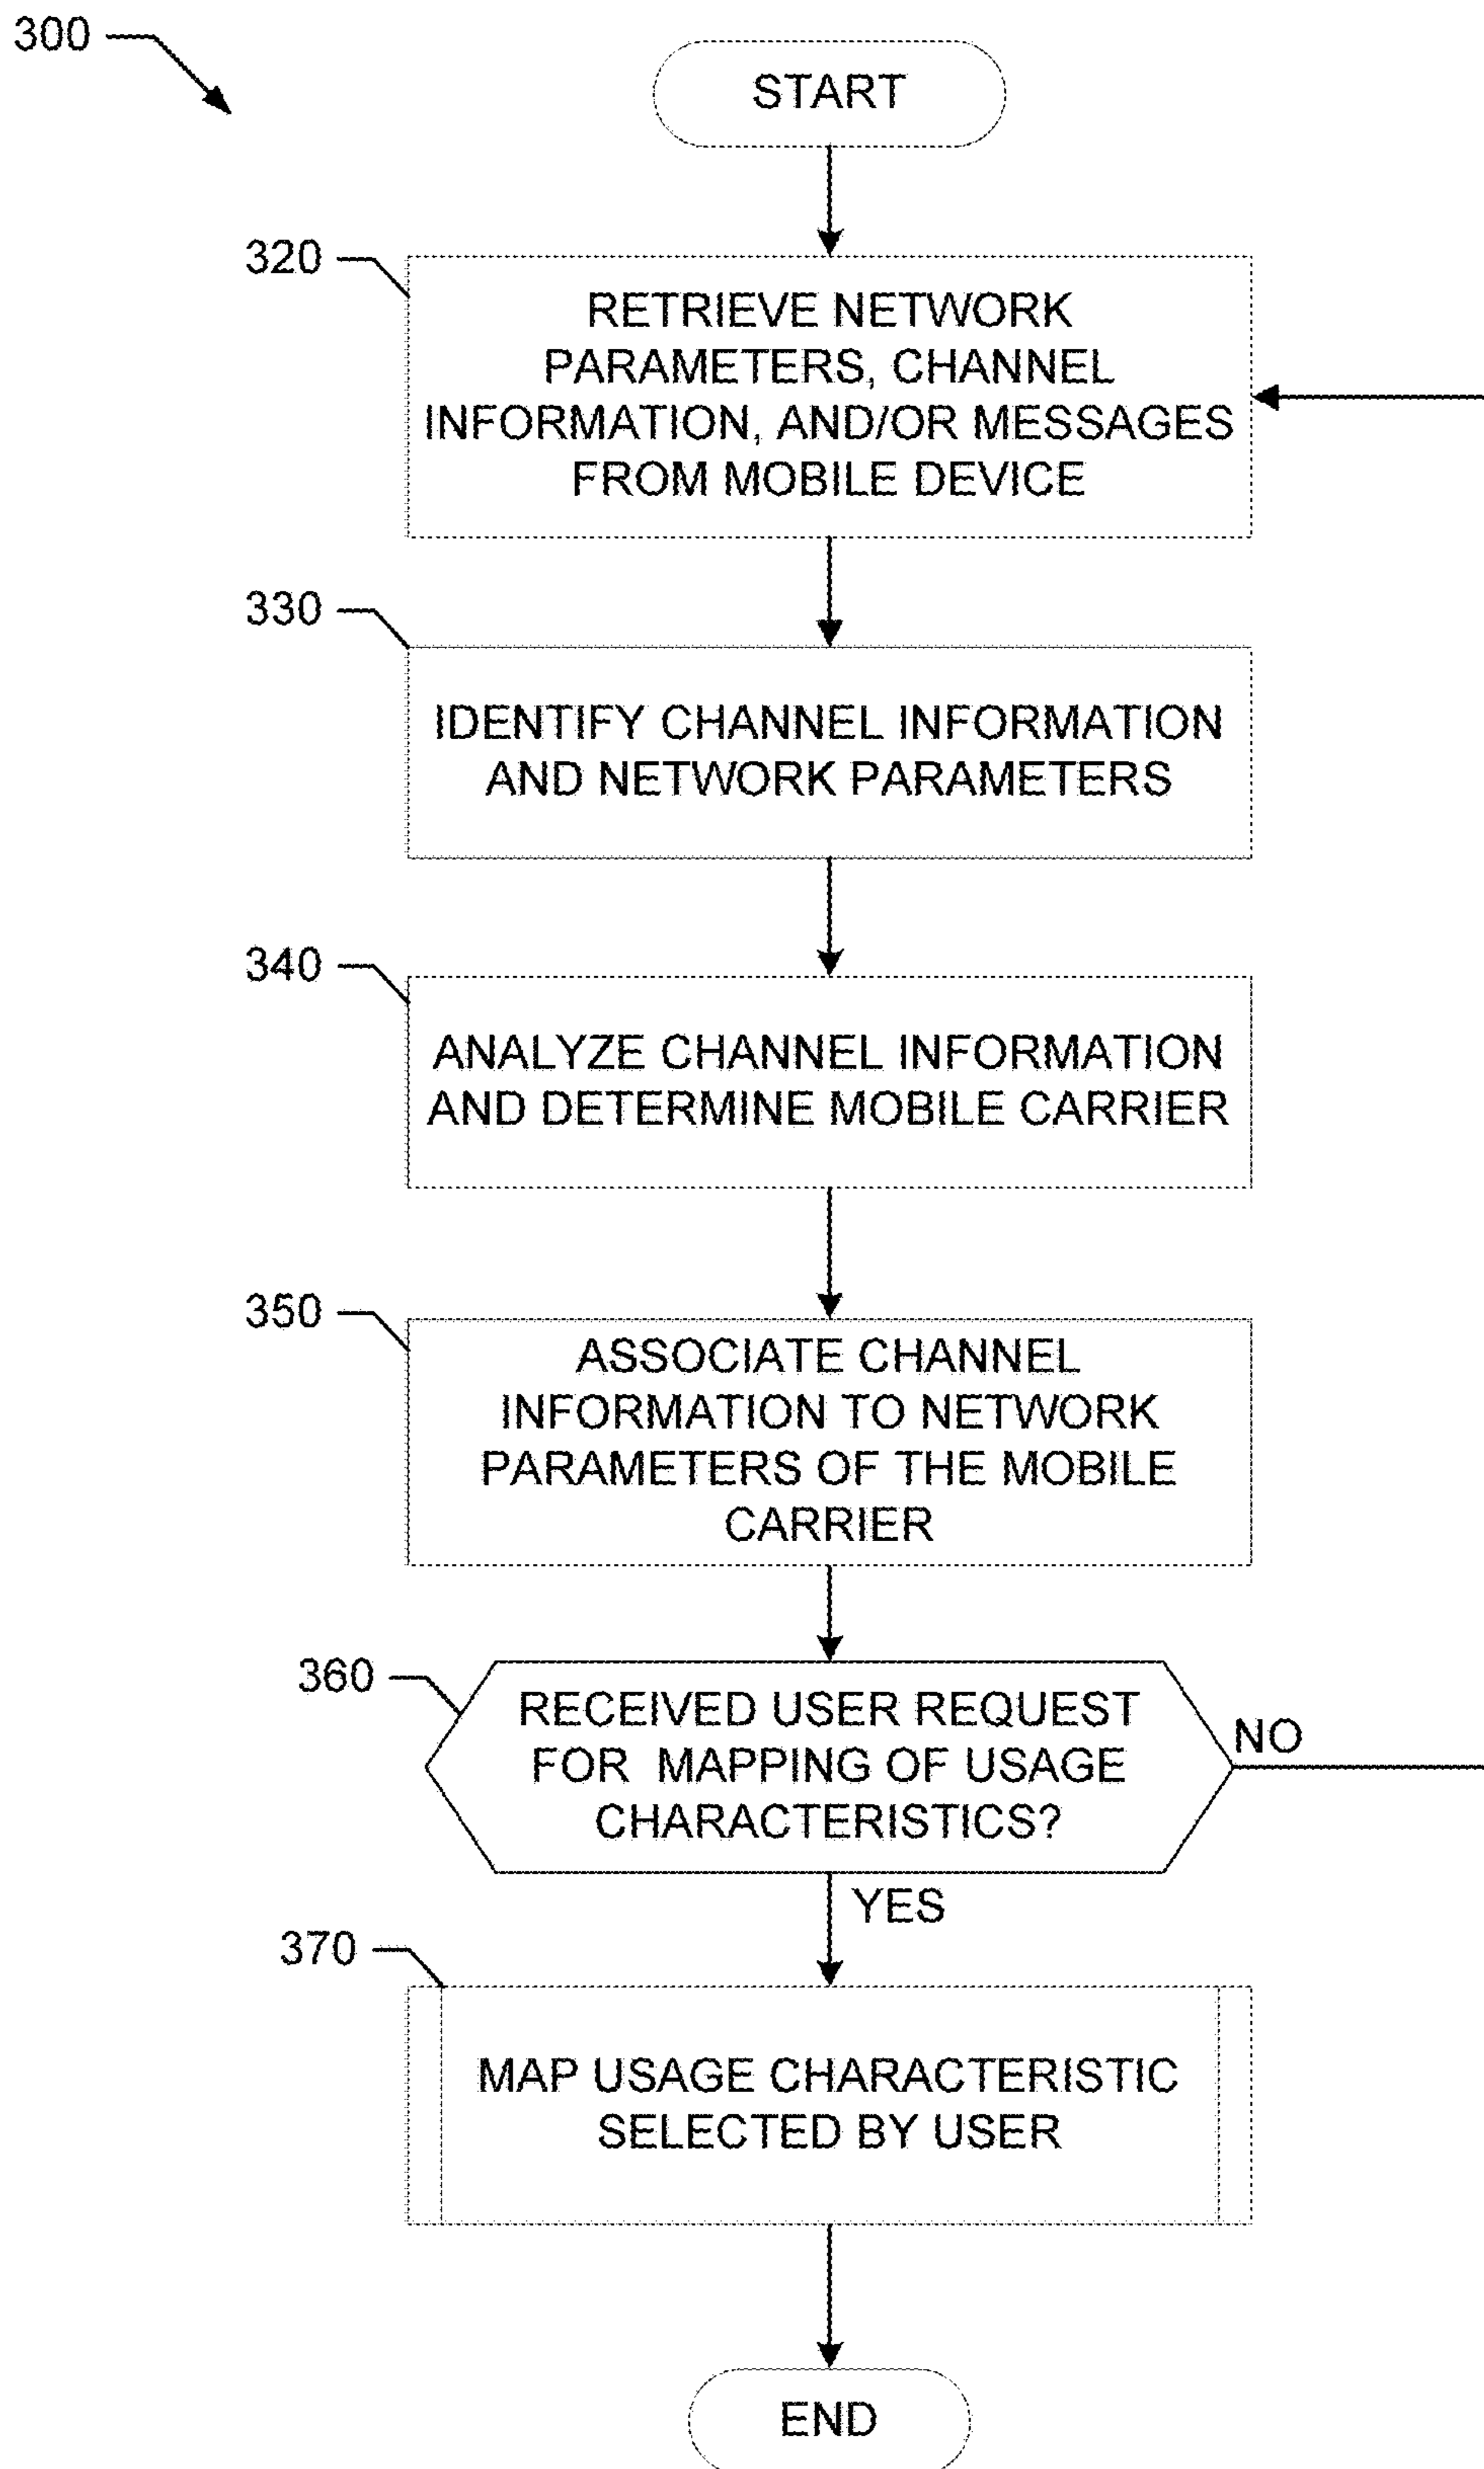 300
START
320
RETRIEVE NETWORK
PARAMETERS, CHANNEL
INFORMATION, AND/OR MESSAGES
FROM MOBILE DEVICE
330
IDENTIFY CHANNEL INFORMATION
AND NETWORK PARAMETERS
340
ANALYZE CHANNEL INFORMATION
AND DETERMINE MOBILE CARRIER
350
ASSOCIATE CHANNEL
INFORMATION TO NETWORK
PARAMETERS OF THE MOBILE
CARRIER
360
RECEIVED USER REQUEST
FOR MAPPING OF USAGE
CHARACTERISTICS?
NO
YES
370
MAP USAGE CHARACTERISTIC
SELECTED BY USER
END